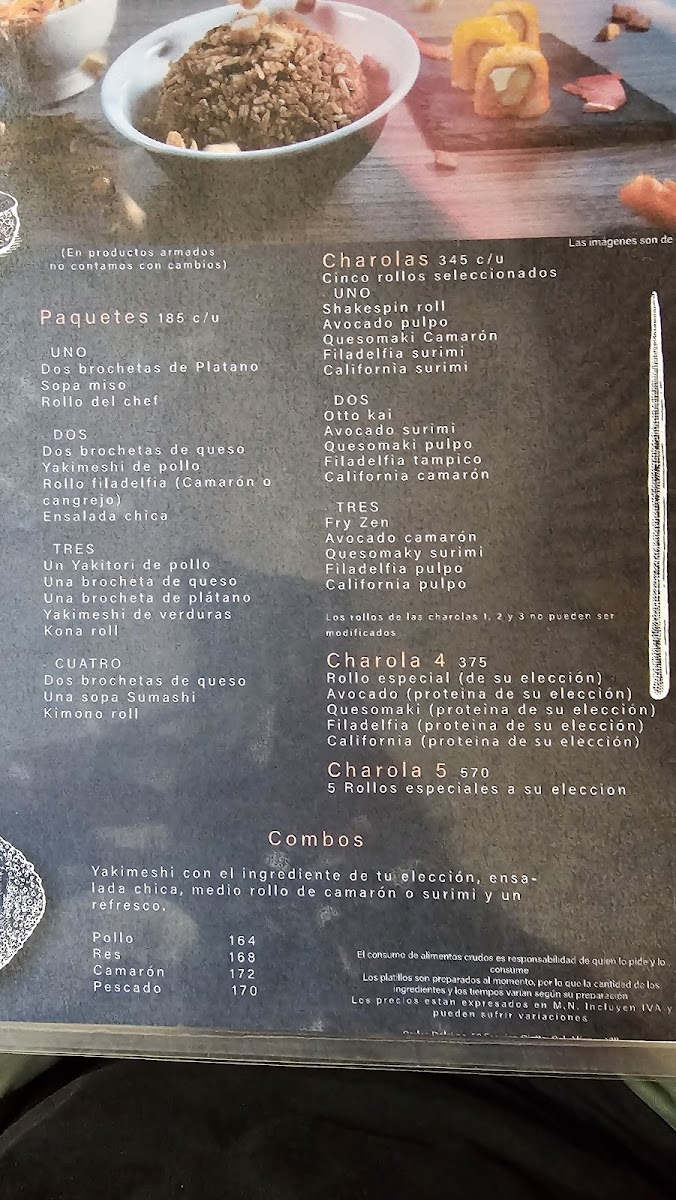 (En productos armados
no contamos con cambios)
Paquetes 185 c/u
UNO
Dos brochetas de Platano
Sopa miso
Rollo del chef
DOS
Dos brochetas de queso
Yakimeshi de pollo
Rollo filadelfia (Camarón o
cangrejo)
Ensalada chica
TRES
Un Yakitori de pollo
Una brocheta de queso
Una brocheta de plátano
Yakimeshi de verduras
Kona roll
CUATRO
Dos brochetas de queso
Una sopa Sumashi
Kimono roll
Las imágenes son de
Charolas 345 c/u
Cinco rollos seleccionados
UNO
Shakespin roll
Avocado pulpo
Quesomaki Camarón
Filadelfia surimi
California surimi
DOS
Otto kai
Avocado surimi
Quesomaki pulpo
Filadelfia tampico
California camarón
TRES
Fry Zen
Avocado camarón
Quesomaky surimi
Filadelfia pulpo
California pulpo
Los rollos de las charolas 1, 2 y 3 no pueden ser
modificados
Charola 4 375
Rollo especial (de su elección)
Avocado (proteina de su elección)
Quesomaki (proteina de su elección)
Filadelfia (proteina de su elección)
California (proteina de su elección)
Charola 5 570
5 Rollos especiales a su eleccion
Combos
Yakimeshi con el ingrediente de tu elección, ensa-
lada chica, medio rollo de camarón o surimi y un
refresco.
Pollo 164
Res 168
Camarón 172
Pescado 170
El consumo de alimentos crudos es responsabilidad de quien lo pide y lo
consume
Los platillos son preparados al momento, por lo que la cantidad de los
ingredientes y los tiempos varían según su preparación
Los precios estan expresados en M.N. Incluyen IVA y
pueden sufrir variaciones